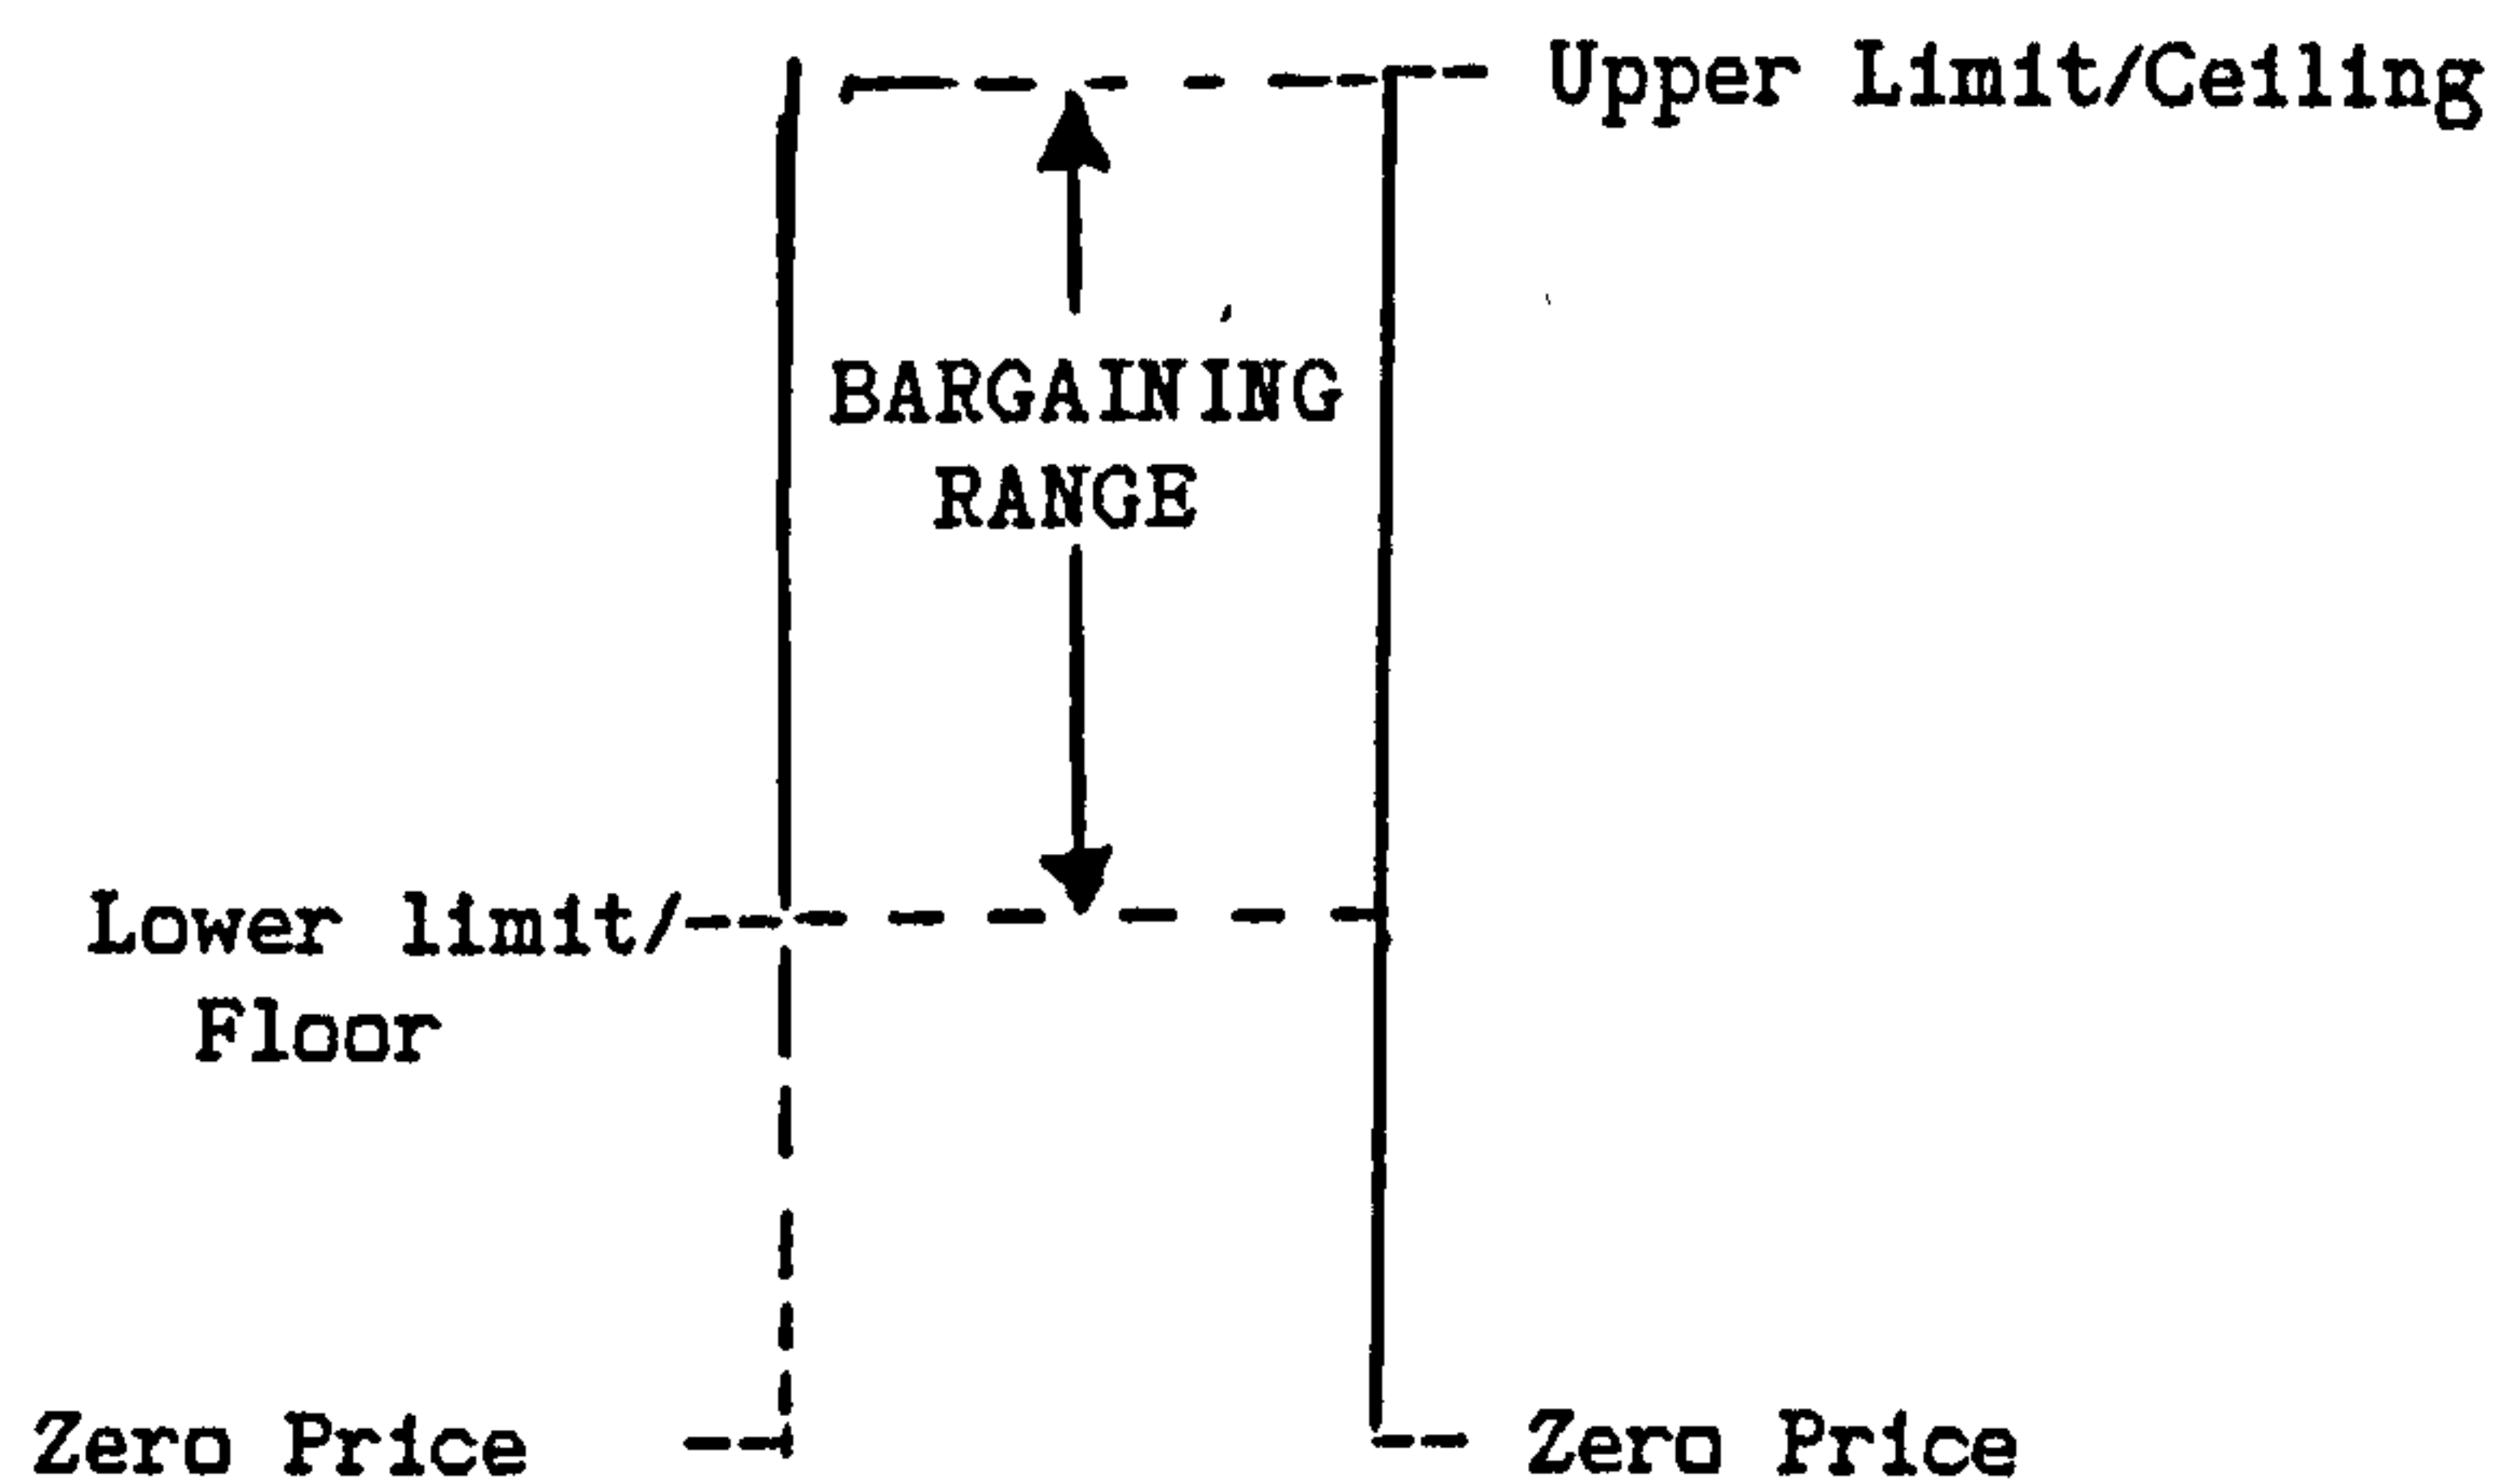 Upper Limit/Ceiling
BARGAINING
RANGE
Lower limit/
Floor
Zero Price
Zero Price